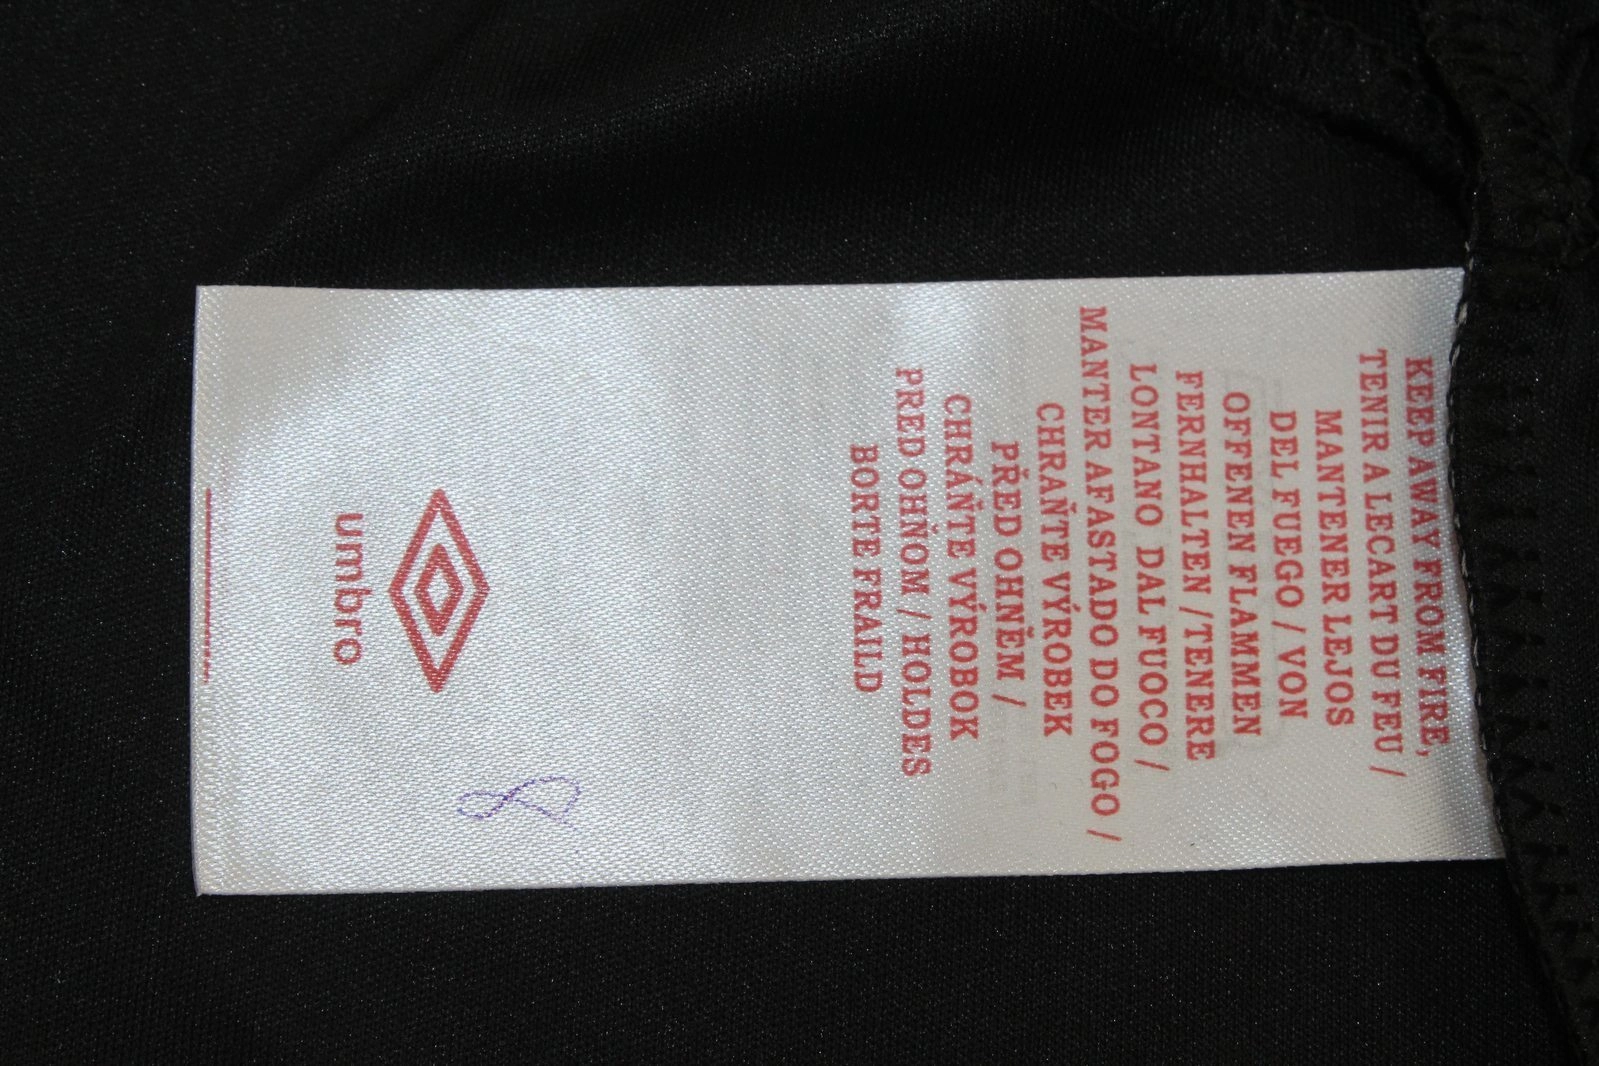 KEEP AWAY FROM FIRE,
TENIR A LECART DU FEU /
MANTENER LEJOS
DEL FUEGO / VON
OFFENEN FLAMMEN
FERNHALTEN / TENERE
LONTANO DAL FUOCO /
MANTER AFASTADO DO FOGO /
CHRAŇTE VÝROBEK
PŘED OHNĚM /
CHRÁŇTE VÝROBOK
PRED OHŇOM / HOLDES
BORTE FRAILD
8
umbro